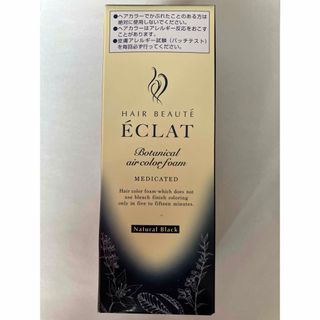 ●ヘアカラーでかぶれたことのある方は
絶対に使用しないでください。
●ヘアカラーはアレルギー反応をおこす
ことがあります。
●皮膚アレルギー試験(パッチテスト)
を毎回必ず行ってください。
HAIR BEAUTÉ
ÉCLAT
Botanical
air color foam
MEDICATED
Hair color foam which does not
use bleach finish coloring
only in five to fifteen minutes.
Natural Black